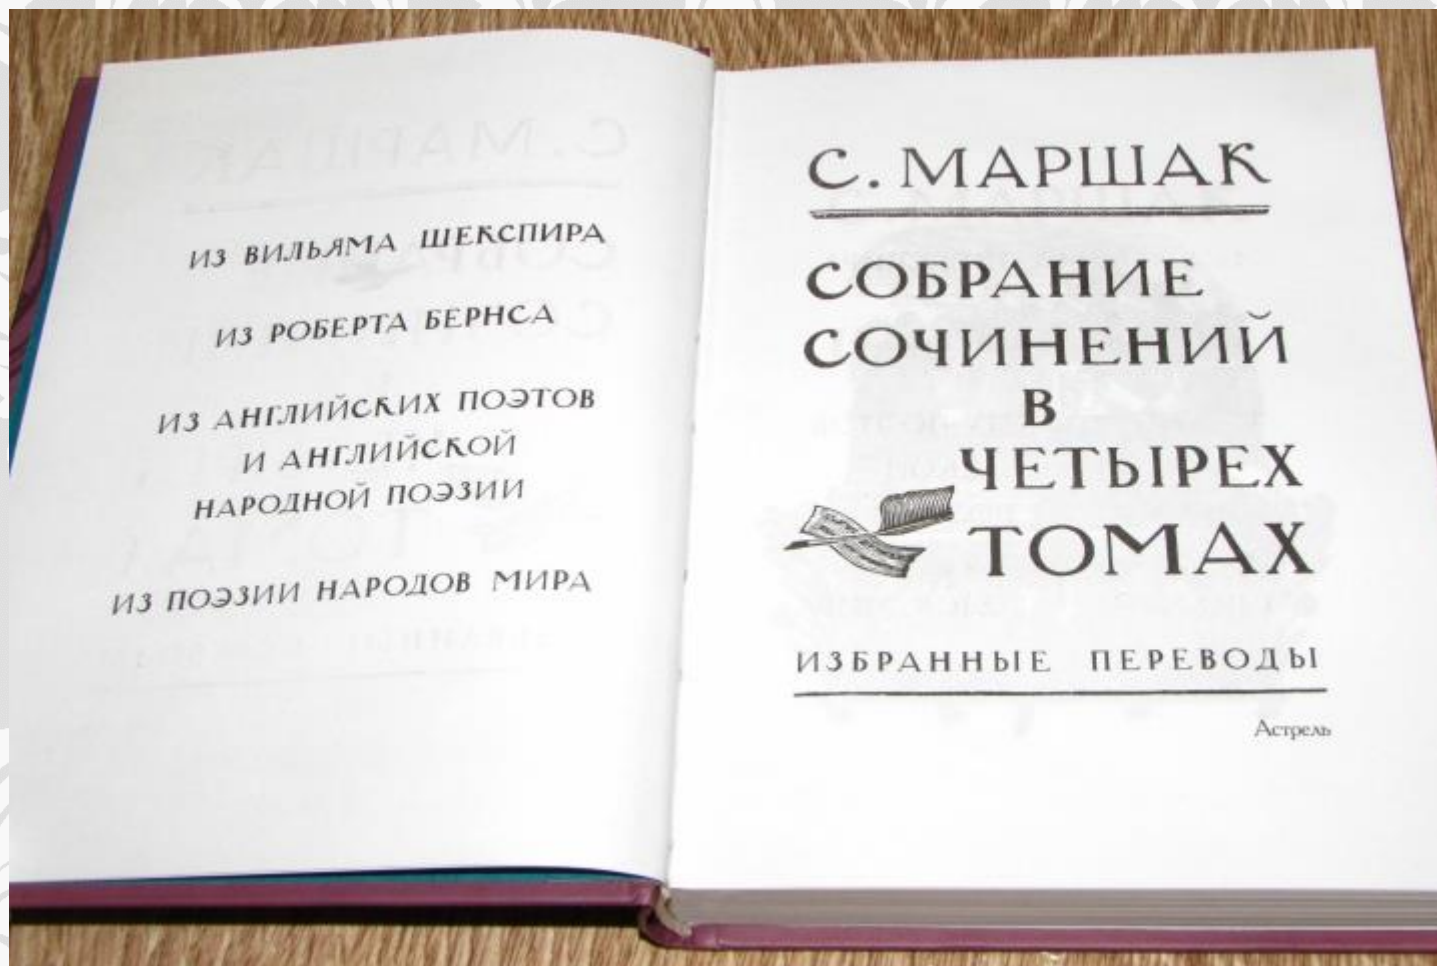 ИЗ ВИЛЬЯМА ШЕКСПИРА
ИЗ РОБЕРТА БЕРНСА
ИЗ АНГЛИЙСКИХ ПОЭТОВ
И АНГЛИЙСКОЙ
НАРОДНОЙ ПОЭЗИИ
ИЗ ПОЭЗИИ НАРОДОВ МИРА
С. МАРШАК
СОБРАНИЕ
СОЧИНЕНИЙ
В
ЧЕТЫРЕХ
ТОМАХ
ИЗБРАННЫЕ ПЕРЕВОДЫ
Астрель